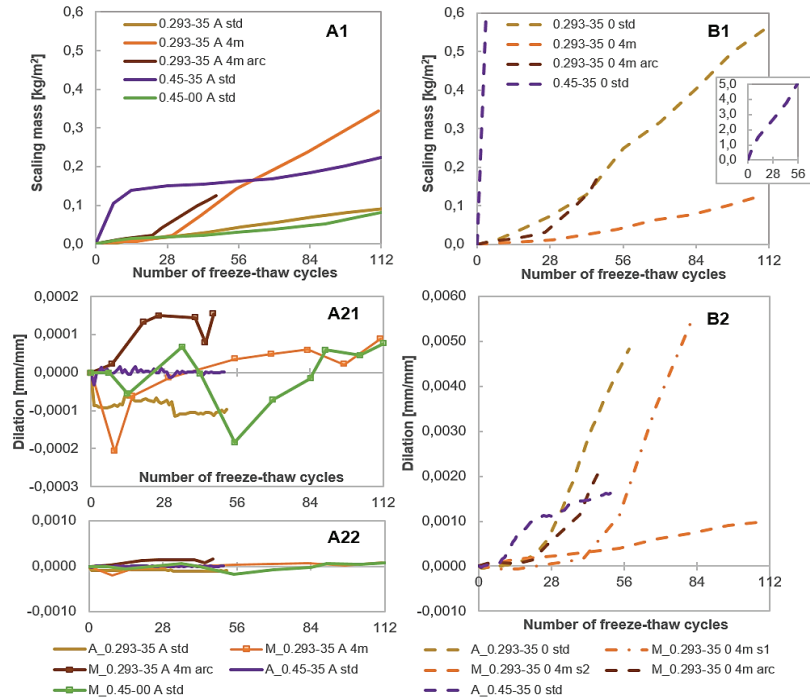 A1
0.293-35 A std
0.293-35 A 4m
0.293-35 A 4m arc
0.45-35 A std
0.45-00 A std
Scaling mass [kg/m²]
0,6
0,5
0,4
0,3
0,2
0,1
0,0
0 28 56 84 112
Number of freeze-thaw cycles
B1
0.293-35 0 std
0.293-35 0 4m
0.293-35 0 4m arc
0.45-35 0 std
Scaling mass [kg/m²]
0,6
0,5
0,4
0,3
0,2
0,1
0,0
0 28 56 84 112
Number of freeze-thaw cycles
5,0
4,0
3,0
2,0
1,0
0,0
0 28 56
A21
Dilation [mm/mm]
0,0002
0,0001
0,0000
-0,0001
-0,0002
-0,0003
Number of freeze-thaw cycles
0 28 56 84 112
A22
0,0010
0,0000
-0,0010
0 28 56 84 112
A_0.293-35 A std
M_0.293-35 A 4m
M_0.293-35 A 4m arc
A_0.45-35 A std
M_0.45-00 A std
B2
Dilation [mm/mm]
0,0060
0,0050
0,0040
0,0030
0,0020
0,0010
0,0000
-0,0010
0 28 56 84 112
Number of freeze-thaw cycles
A_0.293-35 0 std
M_0.293-35 0 4m s1
M_0.293-35 0 4m s2
M_0.293-35 0 4m arc
A_0.45-35 0 std